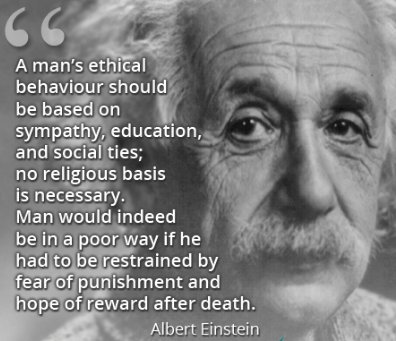 “
A man’s ethical
behaviour should
be based on
sympathy, education,
and social ties;
no religious basis
is necessary.
Man would indeed
be in a poor way if he
had to be restrained by
fear of punishment and
hope of reward after death.
Albert Einstein